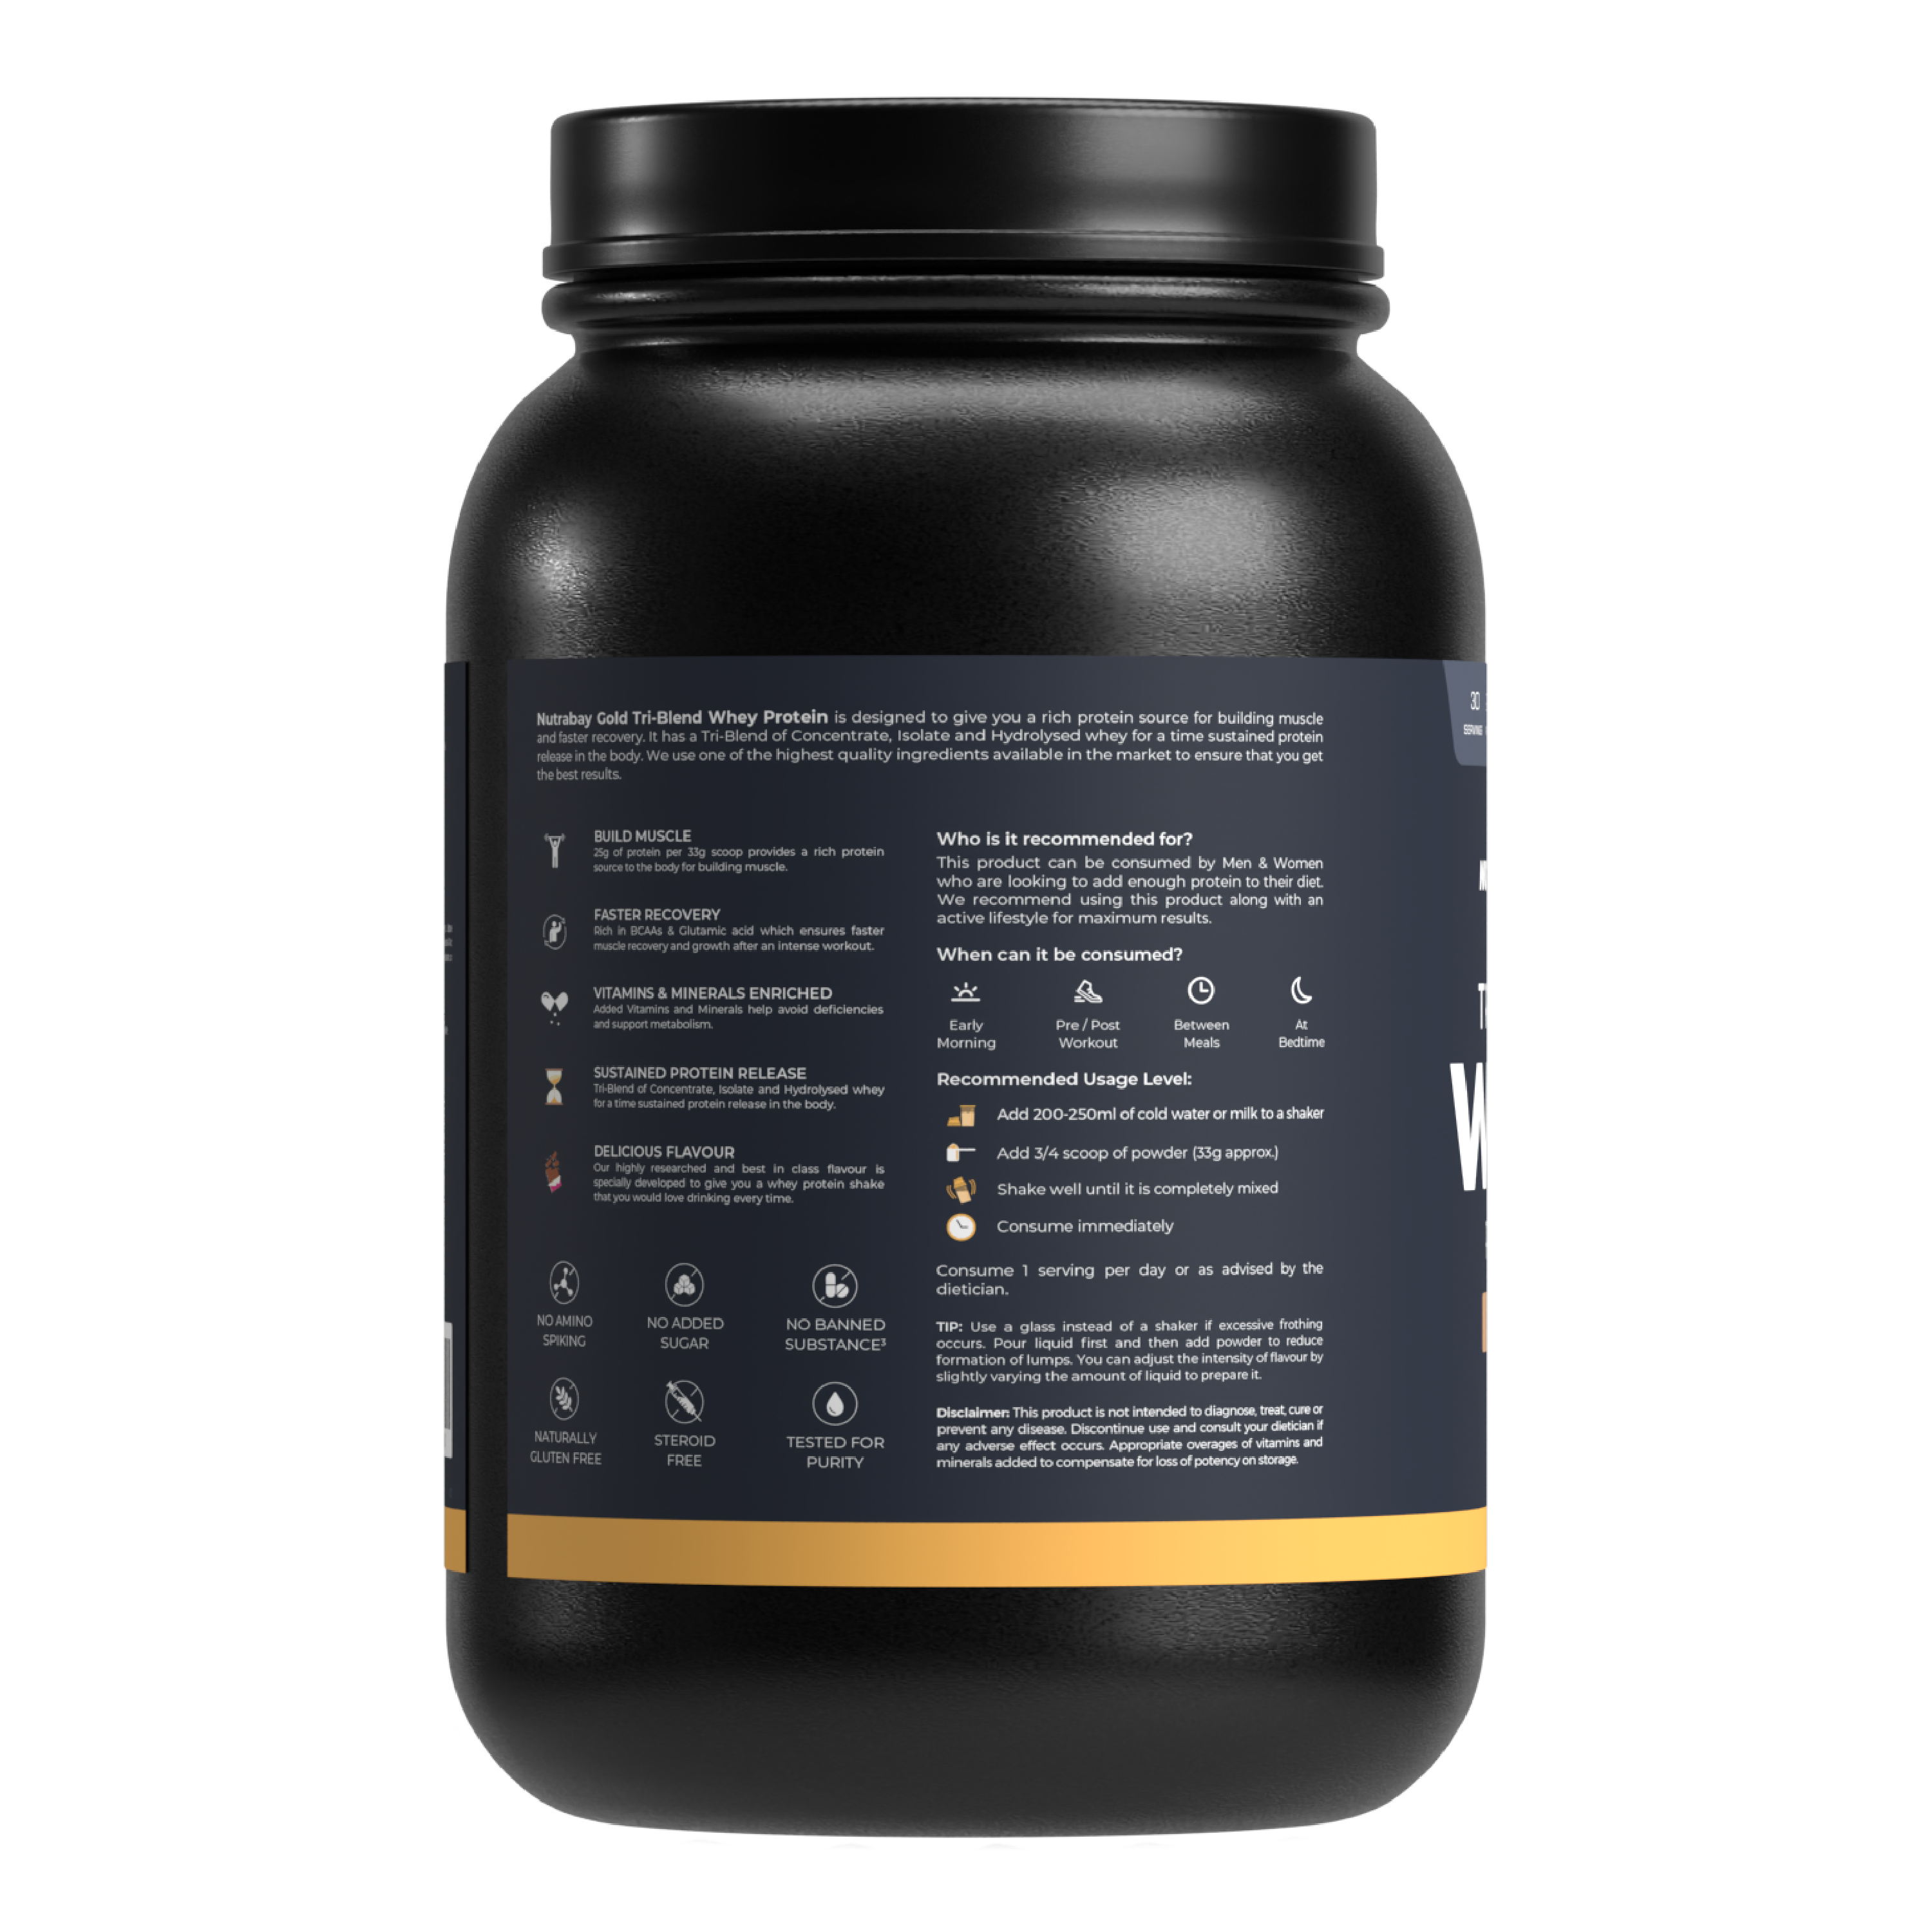 Nutrabay Gold Tri-Blend Whey Protein is designed to give you a rich protein source for building muscle
and faster recovery. It has a Tri-Blend of Concentrate, Isolate and Hydrolysed whey for a time sustained protein
release in the body. We use one of the highest quality ingredients available in the market to ensure that you get
the best results.
BUILD MUSCLE
25g of protein per 33g scoop provides a rich protein
source to the body for building muscle.
FASTER RECOVERY
Rich in BCAAs & Glutamic acid which ensures faster
muscle recovery and growth after an intense workout.
VITAMINS & MINERALS ENRICHED
Added Vitamins and Minerals help avoid deficiencies
and support metabolism.
SUSTAINED PROTEIN RELEASE
Tri-Blend of Concentrate, Isolate and Hydrolysed whey
for a time sustained protein release in the body.
DELICIOUS FLAVOUR
Our highly researched and best in class flavour is
specially developed to give you a whey protein shake
that you would love drinking every time.
NO AMINO
SPIKING
NO ADDED
SUGAR
NO BANNED
SUBSTANCE³
NATURALLY
GLUTEN FREE
STEROID
FREE
TESTED FOR
PURITY
Who is it recommended for?
This product can be consumed by Men & Women
who are looking to add enough protein to their diet.
We recommend using this product along with an
active lifestyle for maximum results.
When can it be consumed?
Early
Morning
Pre / Post
Workout
Between
Meals
At
Bedtime
Recommended Usage Level:
Add 200-250ml of cold water or milk to a shaker
Add 3/4 scoop of powder (33g approx.)
Shake well until it is completely mixed
Consume immediately
Consume 1 serving per day or as advised by the
dietician.
TIP: Use a glass instead of a shaker if excessive frothing
occurs. Pour liquid first and then add powder to reduce
formation of lumps. You can adjust the intensity of flavour by
slightly varying the amount of liquid to prepare it.
Disclaimer: This product is not intended to diagnose, treat, cure or
prevent any disease. Discontinue use and consult your dietician if
any adverse effect occurs. Appropriate overages of vitamins and
minerals added to compensate for loss of potency on storage.
30